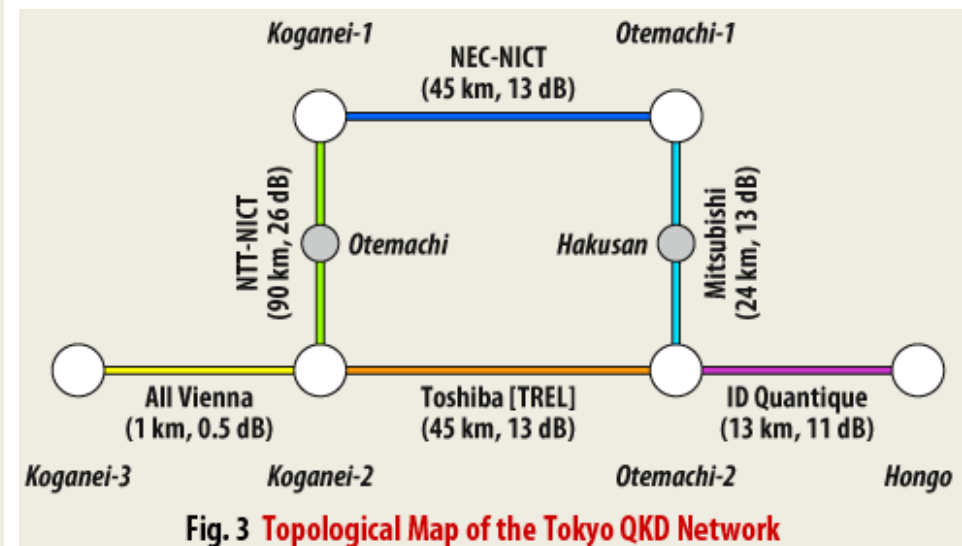 Koganei-1
Otemachi-1
NEC-NICT
(45 km, 13 dB)
NTT-NICT
(90 km, 26 dB)
Otemachi
Hakusan
Mitsubishi
(24 km, 13 dB)
All Vienna
(1 km, 0.5 dB)
Toshiba [TREL]
(45 km, 13 dB)
ID Quantique
(13 km, 11 dB)
Koganei-3
Koganei-2
Otemachi-2
Hongo
Fig. 3 Topological Map of the Tokyo QKD Network